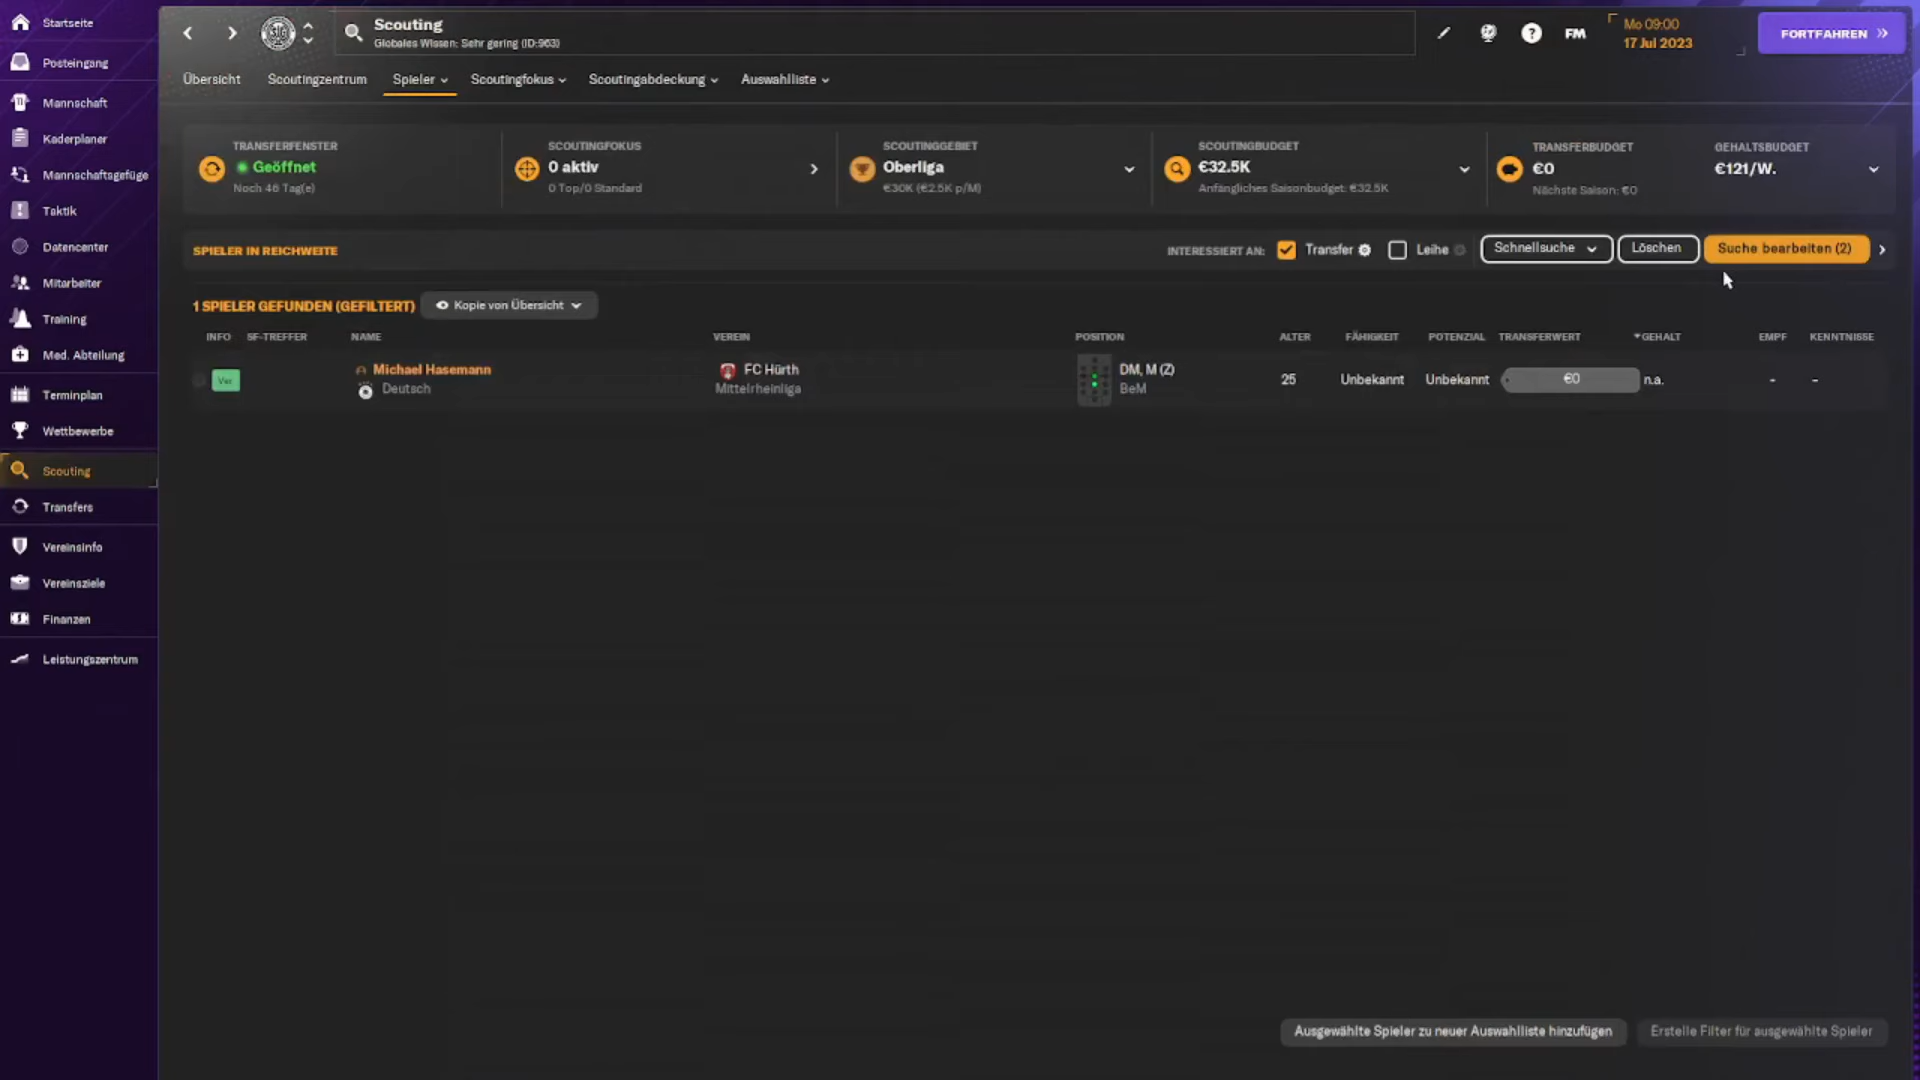 Startseite
Posteingang
Mannschaft
Kaderplaner
Mannschaftsgefüge
Taktik
Datencenter
Mitarbeiter
Training
Med. Abteilung
Terminplan
Wettbewerbe
Scouting
Transfers
Vereinsinfo
Vereinsziele
Finanzen
Leistungszentrum
Scouting
Globales Wissen: Sehr gering (ID:963)
FM
Mo 09:00
17 Jul 2023
FORTFAHREN
Übersicht Scoutingzentrum Spieler Scoutingfokus Scoutingabdeckung Auswahlliste
TRANSFERFENSTER
Geöffnet
Noch 46 Tag(e)
SCOUTINGFOKUS
0 aktiv
0 Top/0 Standard
SCOUTINGGEBIET
Oberliga
€30K (€2.5K p/M)
SCOUTINGBUDGET
€32.5K
Anfängliches Saisonbudget: €32.5K
TRANSFERBUDGET
€0
Nächste Saison: €0
GEHALTSBUDGET
€121/W.
SPIELER IN REICHWEITE
INTERESSIERT AN: Transfer Leihe Schnellsuche Löschen Suche bearbeiten (2)
1 SPIELER GEFUNDEN (GEFILTERT) Kopie von Übersicht
INFO SF-TREFFER NAME VEREIN POSITION ALTER FÄHIGKEIT POTENZIAL TRANSFERWERT GEHALT EMPF KENNTNISSE
Ver
Michael Hasemann
Deutsch
FC Hürth
Mittelrheinliga
DM, M (Z)
BeM
25 Unbekannt Unbekannt €0 n.a. - -
Ausgewählte Spieler zu neuer Auswahlliste hinzufügen Erstelle Filter für ausgewählte Spieler